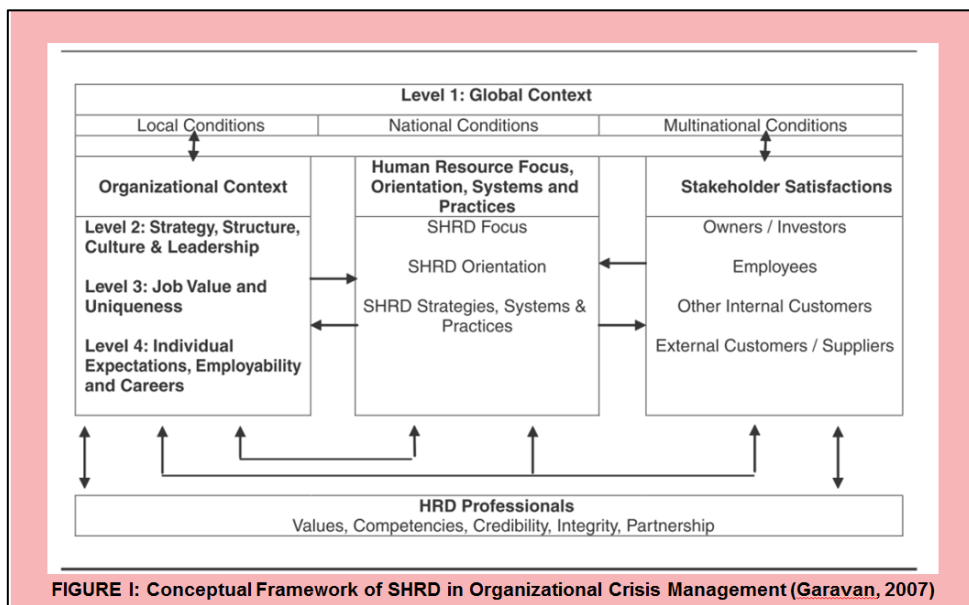 Level 1: Global Context
Local Conditions
National Conditions
Multinational Conditions
Organizational Context
Level 2: Strategy, Structure,
Culture & Leadership
Level 3: Job Value and
Uniqueness
Level 4: Individual
Expectations, Employability
and Careers
Human Resource Focus,
Orientation, Systems and
Practices
SHRD Focus
SHRD Orientation
SHRD Strategies, Systems &
Practices
Stakeholder Satisfactions
Owners / Investors
Employees
Other Internal Customers
External Customers / Suppliers
HRD Professionals
Values, Competencies, Credibility, Integrity, Partnership
FIGURE I: Conceptual Framework of SHRD in Organizational Crisis Management (Garavan, 2007)